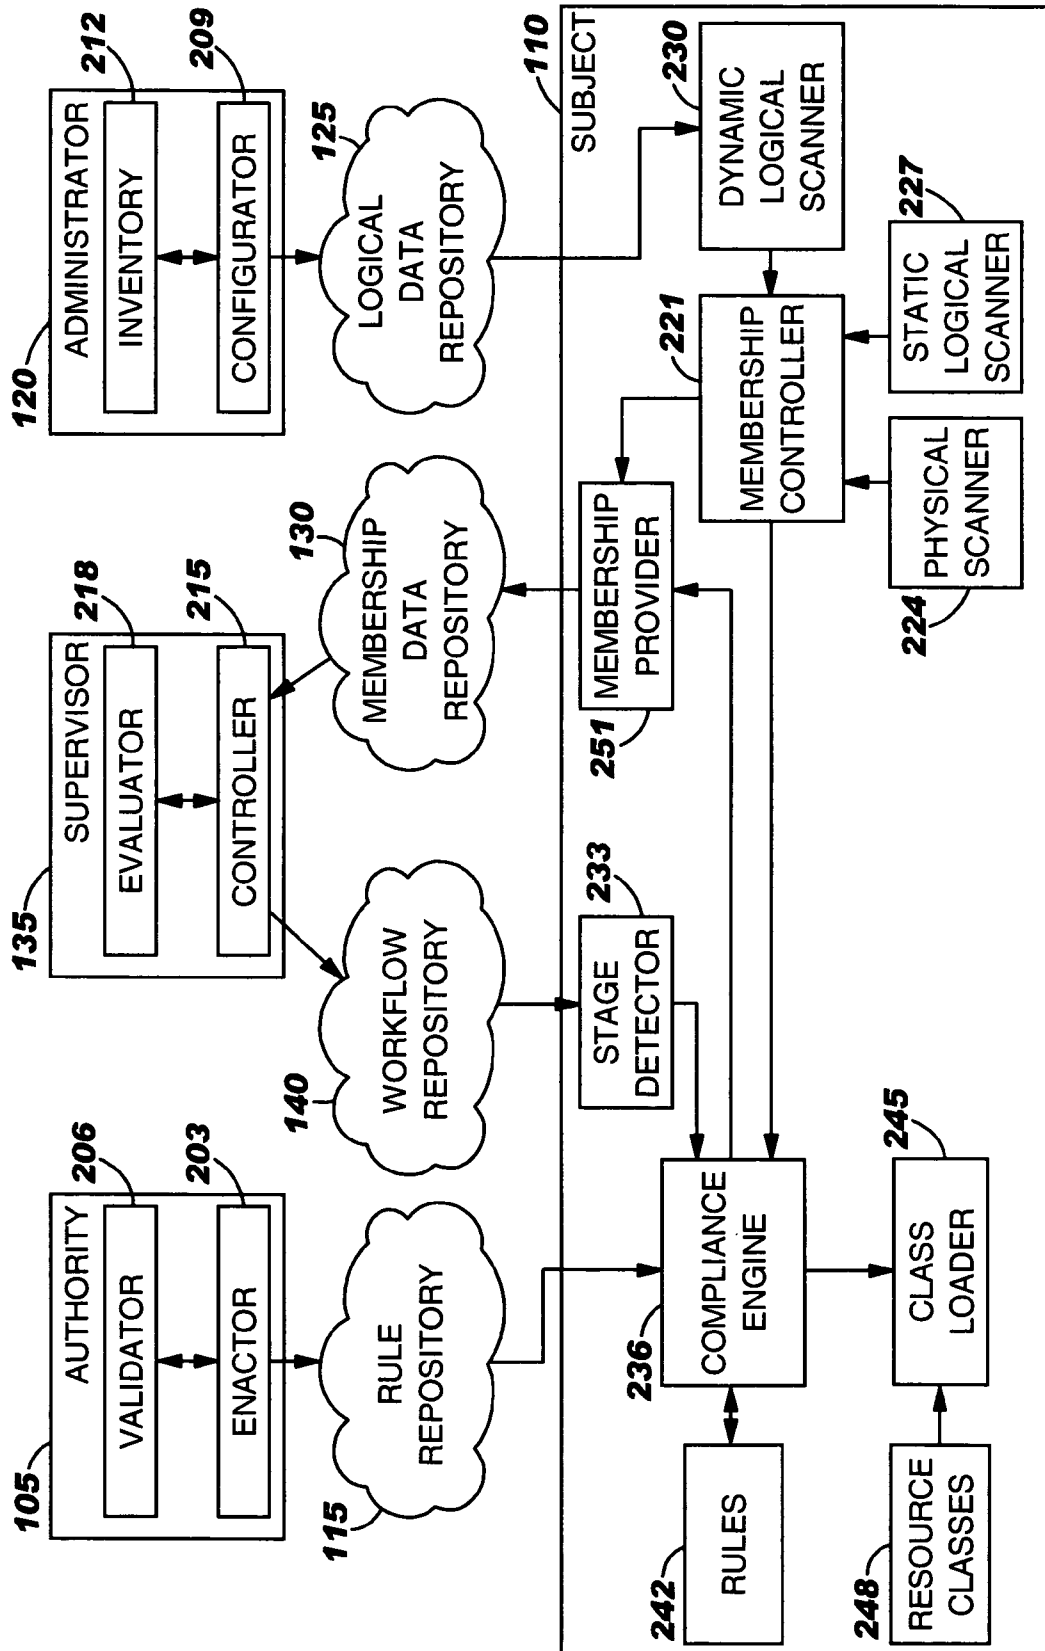 105
AUTHORITY
206
VALIDATOR
203
ENACTOR
135
SUPERVISOR
218
EVALUATOR
215
CONTROLLER
120
ADMINISTRATOR
212
INVENTORY
209
CONFIGURATOR
115
RULE
REPOSITORY
140
WORKFLOW
REPOSITORY
130
MEMBERSHIP
DATA
REPOSITORY
125
LOGICAL
DATA
REPOSITORY
110
SUBJECT
233
STAGE
DETECTOR
251
MEMBERSHIP
PROVIDER
230
DYNAMIC
LOGICAL
SCANNER
236
COMPLIANCE
ENGINE
221
MEMBERSHIP
CONTROLLER
242
RULES
248
RESOURCE
CLASSES
245
CLASS
LOADER
224
PHYSICAL
SCANNER
227
STATIC
LOGICAL
SCANNER